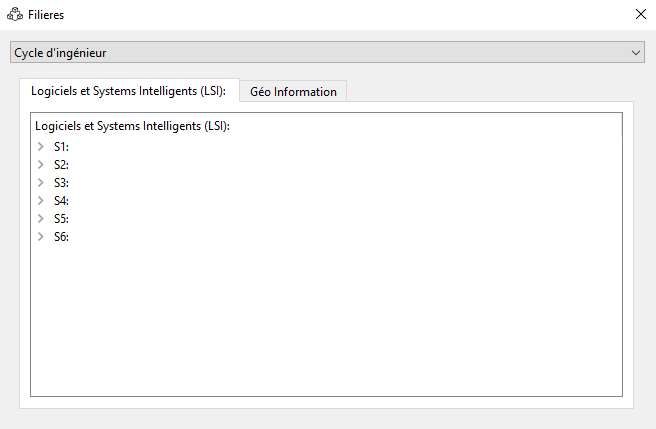 Filieres
Cycle d'ingénieur
Logiciels et Systems Intelligents (LSI):
Géo Information
Logiciels et Systems Intelligents (LSI):
S1:
S2:
S3:
S4:
S5:
S6: